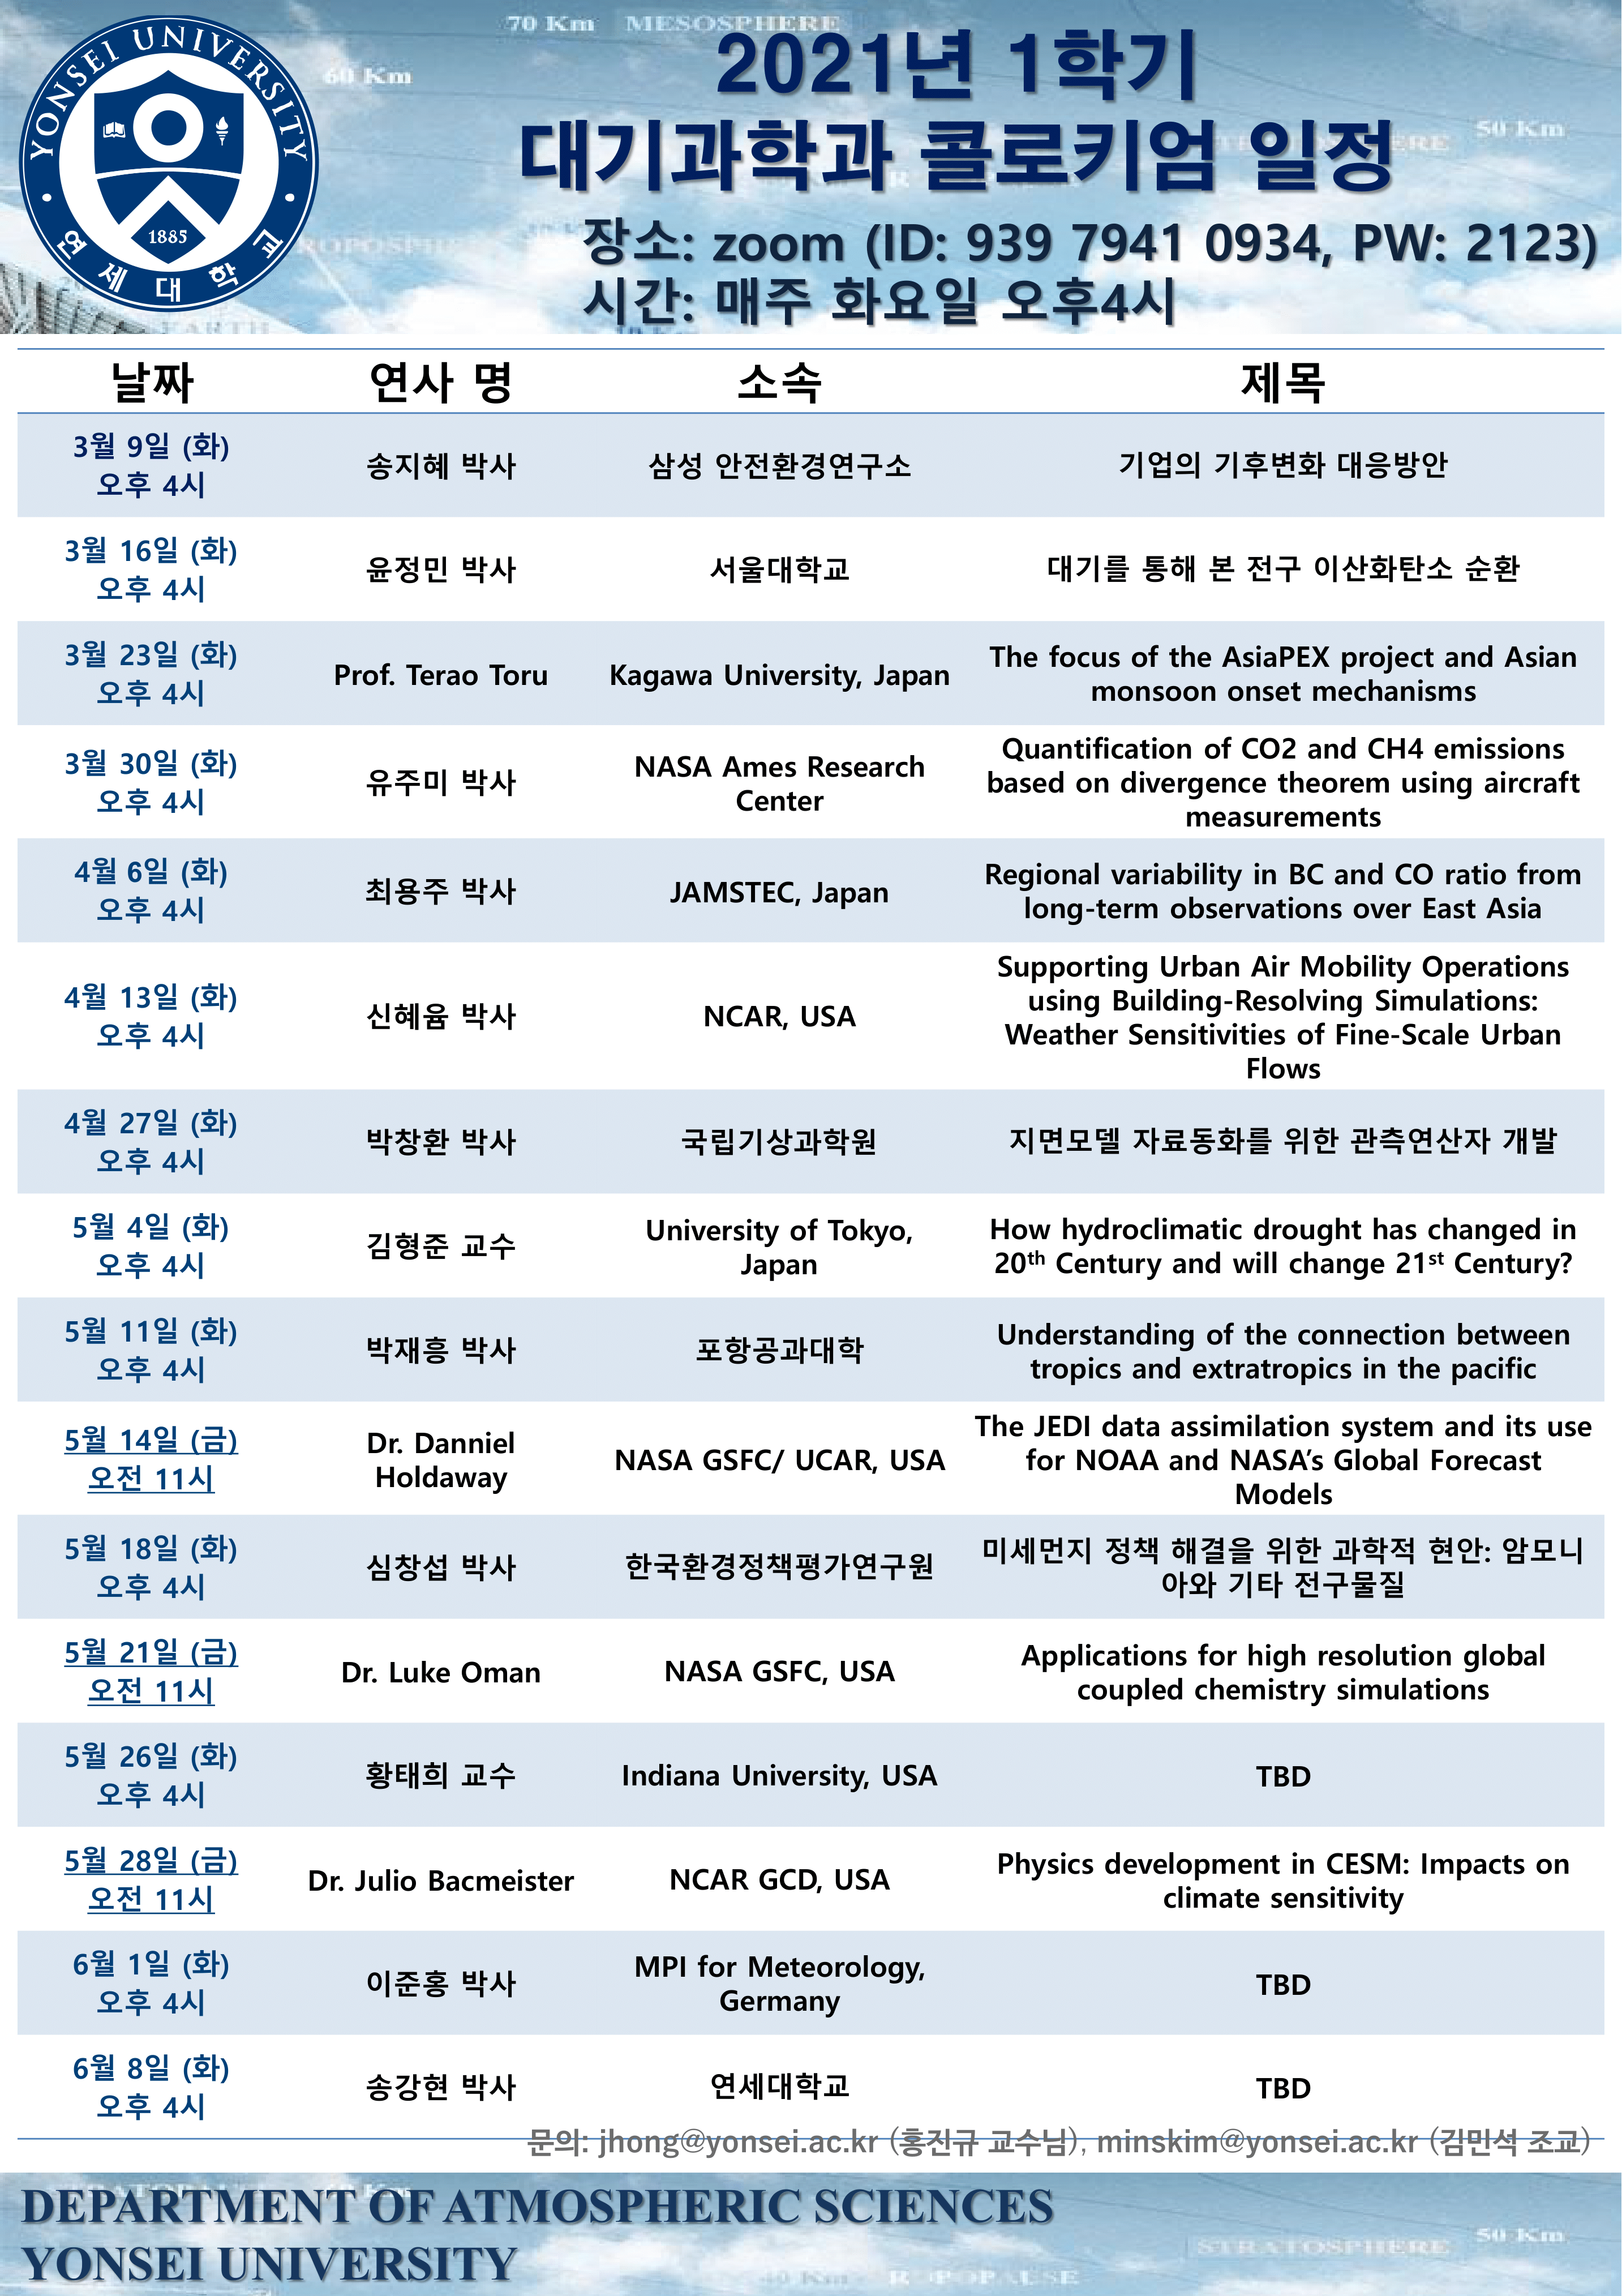 70 Km MESOSPHERE
60 Km
YONSEI UNIVERSITY
1885
연세대학교
2021년 1학기
50 Km
대기과학과 콜로키엄 일정
장소: zoom (ID: 939 7941 0934, PW: 2123)
시간: 매주 화요일 오후4시
날짜 연사 명 소속 제목
3월 9일 (화)
오후 4시
송지혜 박사
삼성 안전환경연구소
기업의 기후변화 대응방안
3월 16일 (화)
오후 4시
윤정민 박사
서울대학교
대기를 통해 본 전구 이산화탄소 순환
3월 23일 (화)
오후 4시
Prof. Terao Toru
Kagawa University, Japan
The focus of the AsiaPEX project and Asian
monsoon onset mechanisms
3월 30일 (화)
오후 4시
유주미 박사
NASA Ames Research
Center
Quantification of CO2 and CH4 emissions
based on divergence theorem using aircraft
measurements
4월 6일 (화)
오후 4시
최용주 박사
JAMSTEC, Japan
Regional variability in BC and CO ratio from
long-term observations over East Asia
4월 13일 (화)
오후 4시
신혜윰 박사
NCAR, USA
Supporting Urban Air Mobility Operations
using Building-Resolving Simulations:
Weather Sensitivities of Fine-Scale Urban
Flows
4월 27일 (화)
오후 4시
박창환 박사
국립기상과학원
지면모델 자료동화를 위한 관측연산자 개발
5월 4일 (화)
오후 4시
김형준 교수
University of Tokyo,
Japan
How hydroclimatic drought has changed in
20th Century and will change 21st Century?
5월 11일 (화)
오후 4시
박재흥 박사
포항공과대학
Understanding of the connection between
tropics and extratropics in the pacific
5월 14일 (금)
오전 11시
Dr. Danniel
Holdaway
NASA GSFC/ UCAR, USA
The JEDI data assimilation system and its use
for NOAA and NASA’s Global Forecast
Models
5월 18일 (화)
오후 4시
심창섭 박사
한국환경정책평가연구원
미세먼지 정책 해결을 위한 과학적 현안: 암모니
아와 기타 전구물질
5월 21일 (금)
오전 11시
Dr. Luke Oman
NASA GSFC, USA
Applications for high resolution global
coupled chemistry simulations
5월 26일 (화)
오후 4시
황태희 교수
Indiana University, USA
TBD
5월 28일 (금)
오전 11시
Dr. Julio Bacmeister
NCAR GCD, USA
Physics development in CESM: Impacts on
climate sensitivity
6월 1일 (화)
오후 4시
이준홍 박사
MPI for Meteorology,
Germany
TBD
6월 8일 (화)
오후 4시
송강현 박사
연세대학교
TBD
문의: jhong@yonsei.ac.kr (홍진규 교수님), minskim@yonsei.ac.kr (김민석 조교)
DEPARTMENT OF ATMOSPHERIC SCIENCES
YONSEI UNIVERSITY
50 Km
STRATOSPHERE